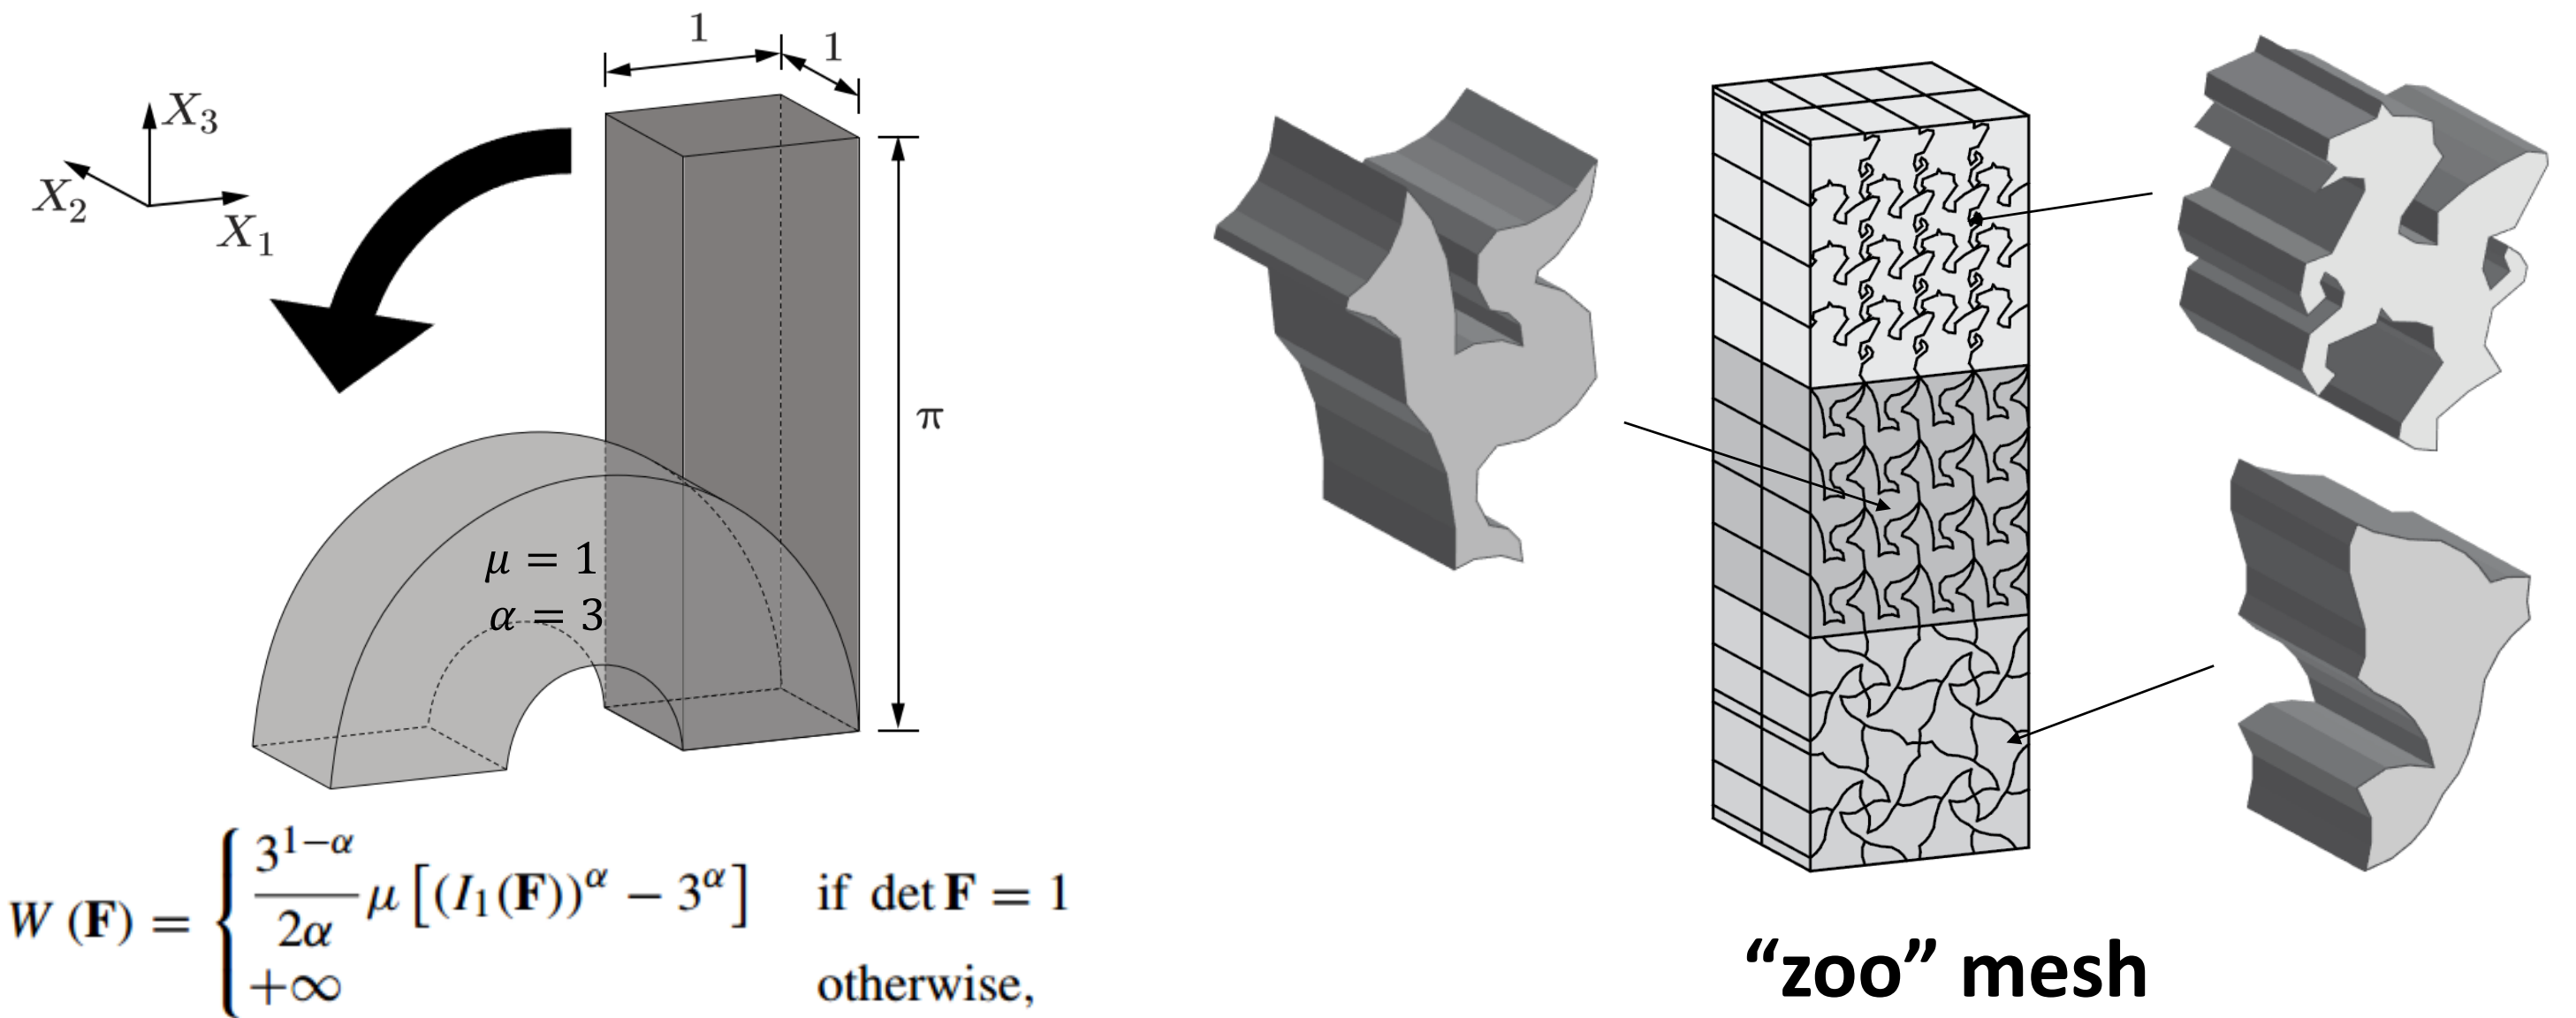 1
1
X₃
X₂
X₁
π
μ = 1
α = 3
W (F) = { 3^{1−α}/2α μ [(I₁(F))^α − 3^α] if det F = 1
+∞ otherwise,
“zoo” mesh